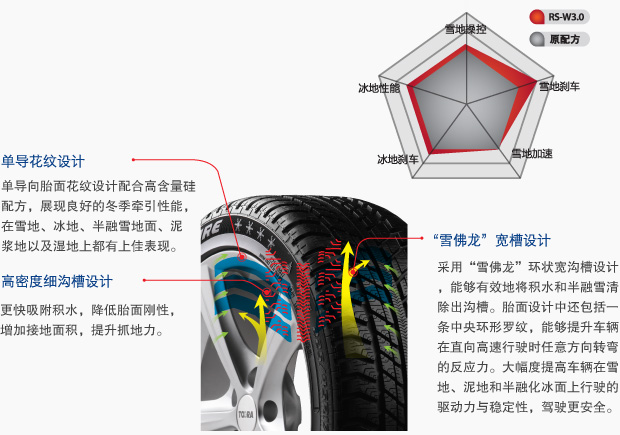 RS-W3.0
原配方
雪地操控
冰地性能
雪地刹车
冰地刹车
雪地加速
单导花纹设计
单导向胎面花纹设计配合高含量硅
配方，展现良好的冬季牵引性能，
在雪地、冰地、半融雪地面、泥
浆地以及湿地上都有上佳表现。
高密度细沟槽设计
更快吸附积水，降低胎面刚性，
增加接地面积，提升抓地力。
“雪佛龙”宽槽设计
采用“雪佛龙”环状宽沟槽设计
，能够有效地将积水和半融雪清
除出沟槽。胎面设计中还包括一
条中央环形罗纹，能够提升车辆
在直向高速行驶时任意方向转弯
的反应力。大幅度提高车辆在雪
地、泥地和半融化冰面上行驶的
驱动力与稳定性，驾驶更安全。